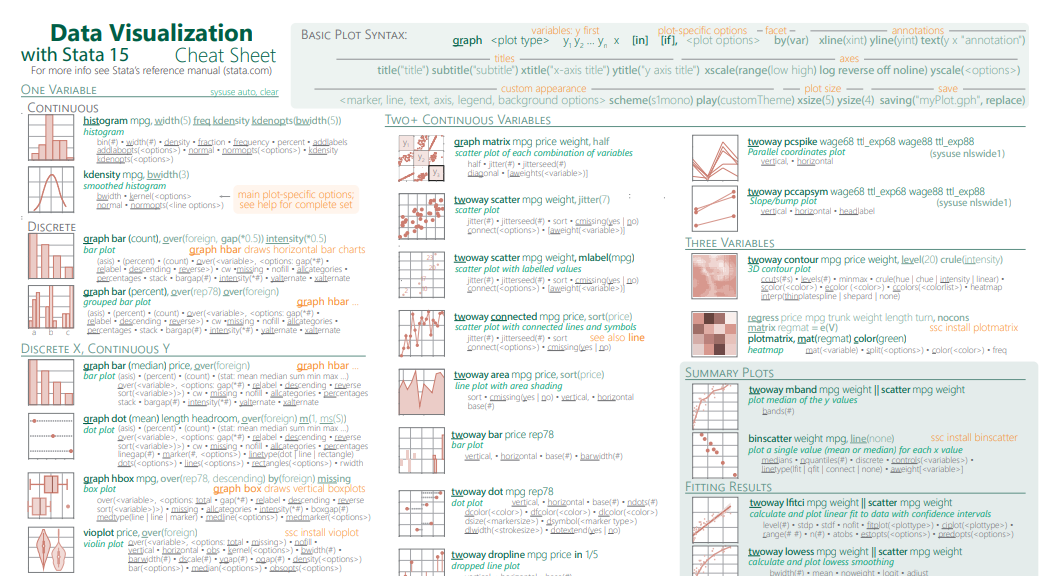 Data Visualization
with Stata 15 Cheat Sheet
For more info see Stata's reference manual (stata.com)
BASIC PLOT SYNTAX:
variables: y first plot-specific options facet annotations
graph <plot type> y1 y2 ... yn x [in] [if], <plot options> by(var) xline(xint) yline(yint) text(y x "annotation")
titles axes
title("title") subtitle("subtitle") xtitle("x-axis title") ytitle("y axis title") xscale(range(low high) log reverse off noline) yscale(<options>)
custom appearance plot size save
<marker, line, text, axis, legend, background options> scheme(s1mono) play(customTheme) xsize(5) ysize(4) saving("myPlot.gph", replace)
ONE VARIABLE sysuse auto, clear
CONTINUOUS
histogram mpg, width(5) freq kdensity kdenopts(bwidth(5))
histogram
bin(#) • width(#) • density • fraction • frequency • percent • addlabels
addlabopts(<options>) • normal • normopts(<options>) • kdensity
kdenopts(<options>)
kdensity mpg, bwidth(3)
smoothed histogram
bwidth • kernel(<options>
normal • normopts(<line options>)
main plot-specific options;
see help for complete set
DISCRETE
graph bar (count), over(foreign, gap(*0.5)) intensity(*0.5)
bar plot graph hbar draws horizontal bar charts
(asis) • (percent) • (count) • over(<variable>, <options: gap(*#) •
relabel • descending • reverse>) • cw •missing • nofill • allcategories •
percentages • stack • bargap(#) • intensity(*#) • yalternate • xalternate
graph bar (percent), over(rep78) over(foreign)
grouped bar plot graph hbar ...
(asis) • (percent) • (count) • over(<variable>, <options: gap(*#) •
relabel • descending • reverse>) • cw •missing • nofill • allcategories •
percentages • stack • bargap(#) • intensity(*#) • yalternate • xalternate
a b c
DISCRETE X, CONTINUOUS Y
graph bar (median) price, over(foreign) graph hbar ...
bar plot (asis) • (percent) • (count) • (stat: mean median sum min max ...)
over(<variable>, <options: gap(*#) • relabel • descending • reverse
sort(<variable>)>) • cw • missing • nofill • allcategories • percentages
stack • bargap(#) • intensity(*#) • yalternate • xalternate
graph dot (mean) length headroom, over(foreign) m(1, ms(S))
dot plot (asis) • (percent) • (count) • (stat: mean median sum min max ...)
over(<variable>, <options: gap(*#) • relabel • descending • reverse
sort(<variable>)>) • cw • missing • nofill • allcategories • percentages
linegap(#) • marker(#, <options>) • linetype(dot | line | rectangle)
dots(<options>) • lines(<options>) • rectangles(<options>) • rwidth
graph hbox mpg, over(rep78, descending) by(foreign) missing
box plot graph box draws vertical boxplots
over(<variable>, <options: total • gap(*#) • relabel • descending • reverse
sort(<variable>)>) • missing • allcategories • intensity(*#) • boxgap(#)
medtype(line | line | marker) • medline(<options>) • medmarker(<options>)
vioplot price, over(foreign) ssc install vioplot
violin plot over(<variable>, <options: total • missing>) • nofill •
vertical • horizontal • obs • kernel(<options>) • bwidth(#) •
barwidth(#) • dscale(#) • ygap(#) • ogap(#) • density(<options>)
bar(<options>) • median(<options>) • obsopts(<options>)
TWO+ CONTINUOUS VARIABLES
y1
y2
y3
graph matrix mpg price weight, half
scatter plot of each combination of variables
half • jitter(#) • jitterseed(#)
diagonal • [aweights(<variable>)]
twoway scatter mpg weight, jitter(7)
scatter plot
jitter(#) • jitterseed(#) • sort • cmissing(yes | no)
connect(<options>) • [aweight(<variable>)]
twoway scatter mpg weight, mlabel(mpg)
scatter plot with labelled values
jitter(#) • jitterseed(#) • sort • cmissing(yes | no)
connect(<options>) • [aweight(<variable>)]
twoway connected mpg price, sort(price)
scatter plot with connected lines and symbols
jitter(#) • jitterseed(#) • sort see also line
connect(<options>) • cmissing(yes | no)
twoway area mpg price, sort(price)
line plot with area shading
sort • cmissing(yes | no) • vertical, • horizontal
base(#)
twoway bar price rep78
bar plot
vertical, • horizontal • base(#) • barwidth(#)
twoway dot mpg rep78
dot plot vertical, • horizontal • base(#) • ndots(#)
dcolor(<color>) • dfcolor(<color>) • dlcolor(<color>)
dsize(<markersize>) • dsymbol(<marker type>)
dlwidth(<strokesize>) • dotextend(yes | no)
twoway dropline mpg price in 1/5
dropped line plot
twoway pcspike wage68 ttl_exp68 wage88 ttl_exp88
Parallel coordinates plot (sysuse nlswide1)
vertical, • horizontal
twoway pccapsym wage68 ttl_exp68 wage88 ttl_exp88
Slope/bump plot (sysuse nlswide1)
vertical • horizontal • headlabel
THREE VARIABLES
twoway contour mpg price weight, level(20) crule(intensity)
3D contour plot
ccuts(#s) • levels(#) • minmax • crule(hue | chue | intensity | linear) •
scolor(<color>) • ecolor (<color>) • ccolors(<colorlist>) • heatmap
interp(thinplatespline | shepard | none)
regress price mpg trunk weight length turn, nocons
matrix regmat = e(V) ssc install plotmatrix
plotmatrix, mat(regmat) color(green)
heatmap mat(<variable) • split(<options>) • color(<color>) • freq
SUMMARY PLOTS
twoway mband mpg weight || scatter mpg weight
plot median of the y values
bands(#)
binscatter weight mpg, line(none) ssc install binscatter
plot a single value (mean or median) for each x value
medians • nquantiles(#) • discrete • controls(<variables>) •
linetype(lfit | qfit | connect | none) • aweight[<variable>]
FITTING RESULTS
twoway lfitci mpg weight || scatter mpg weight
calculate and plot linear fit to data with confidence intervals
level(#) • stdp • stdf • nofit • fitplot(<plottype>) • ciplot(<plottype>) •
range(# #) • n(#) • atobs • estopts(<options>) • predopts(<options>)
twoway lowess mpg weight || scatter mpg weight
calculate and plot lowess smoothing
bwidth(#) • mean • noweight • logit • adjust